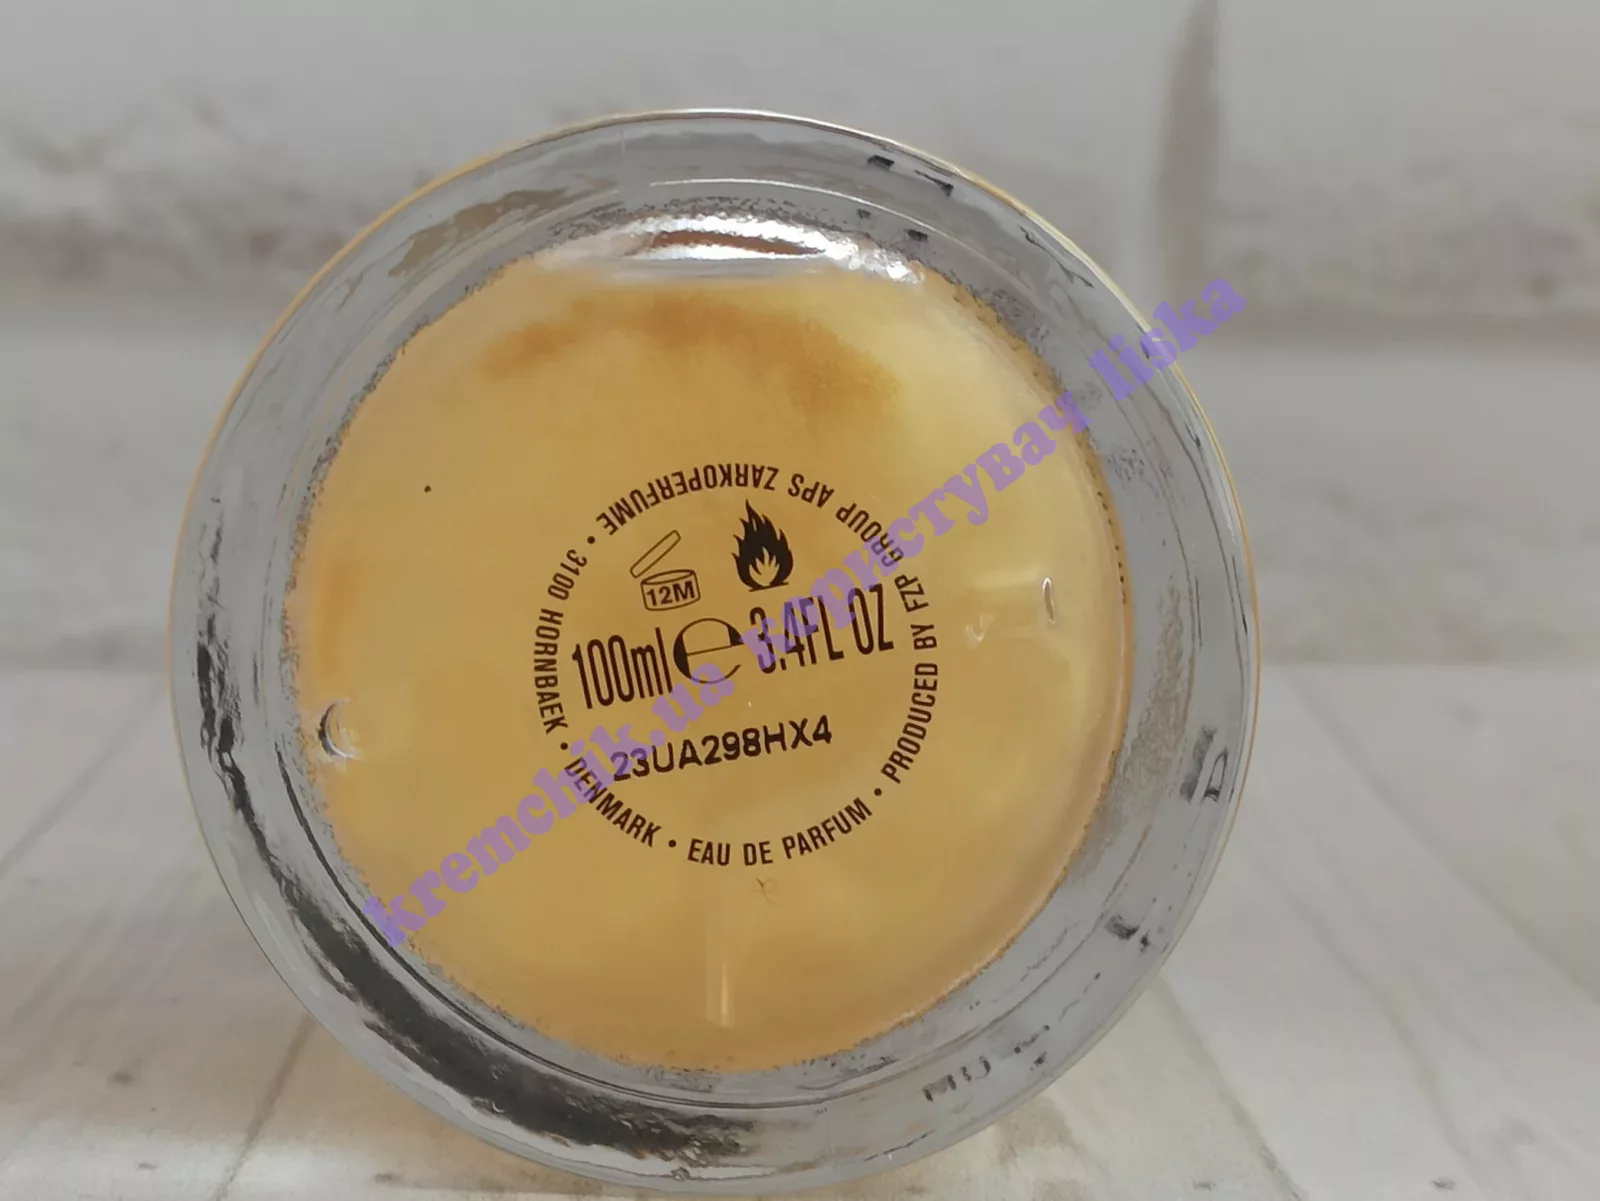 12M
100ml e 3.4FL OZ
23UA298HX4
EAU DE PARFUM • PRODUCED BY FZP GROUP APS ZARKOPERFUME • 3100 HORNBAEK • DENMARK •
kremchik.ua користувач liska